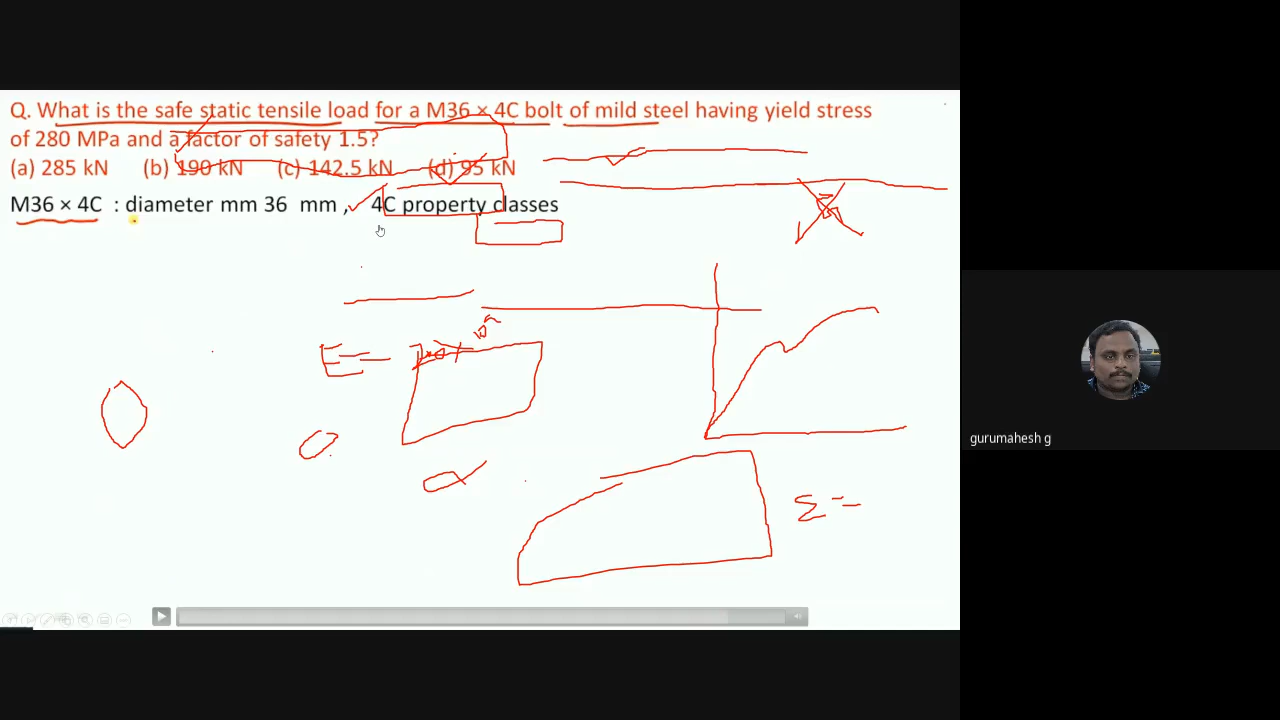 Q. What is the safe static tensile load for a M36 × 4C bolt of mild steel having yield stress
of 280 MPa and a factor of safety 1.5?
(a) 285 kN (b) 190 kN (c) 142.5 kN (d) 95 kN
M36 × 4C : diameter mm 36 mm , 4C property classes
E =
Σ =
gurumahesh g